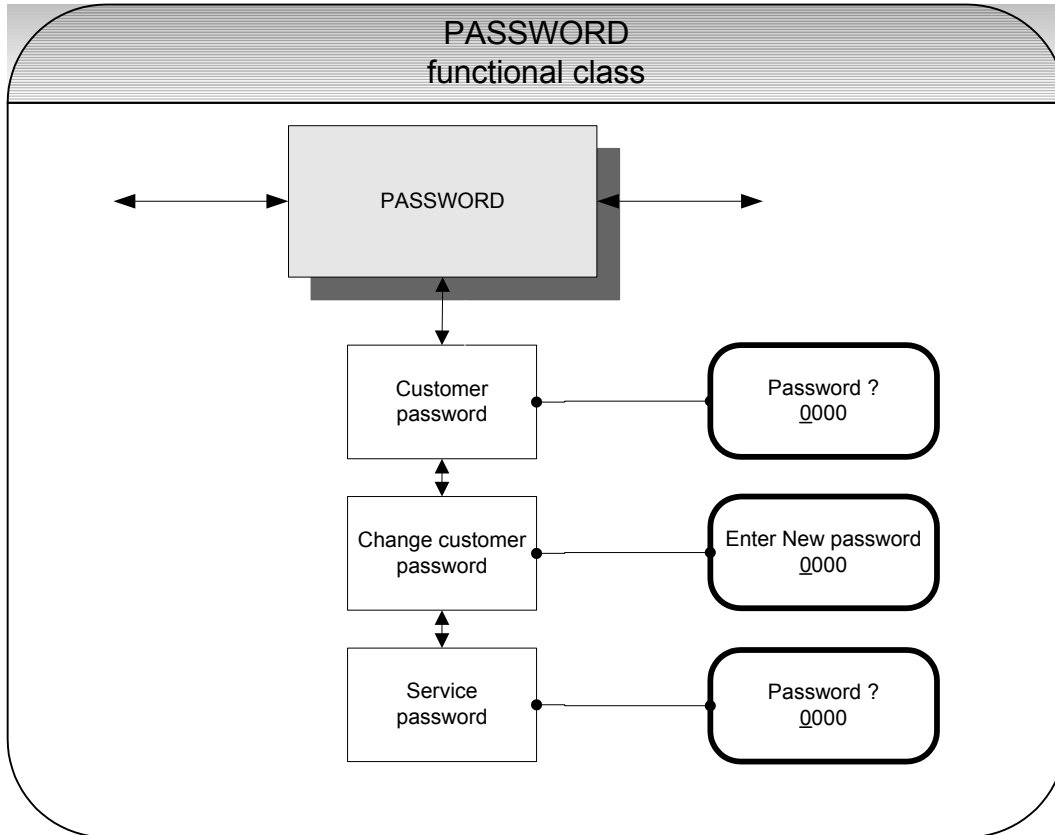 PASSWORD
functional class
PASSWORD
Customer
password
Password ?
0000
Change customer
password
Enter New password
0000
Service
password
Password ?
0000